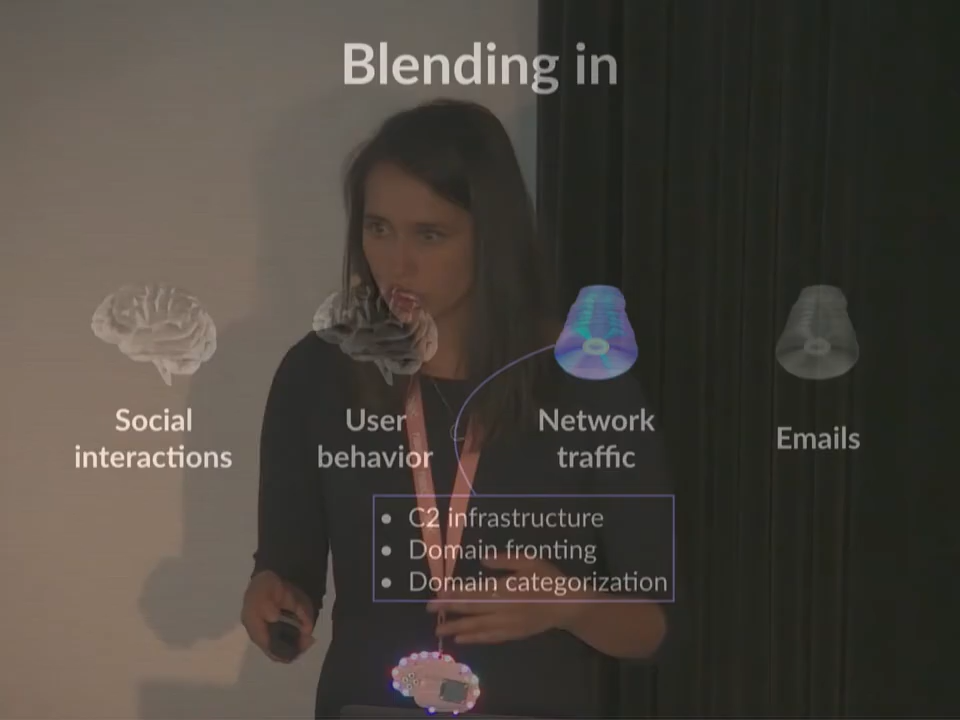 Blending in
Social
interactions
User
behavior
Network
traffic
Emails
• C2 infrastructure
• Domain fronting
• Domain categorization